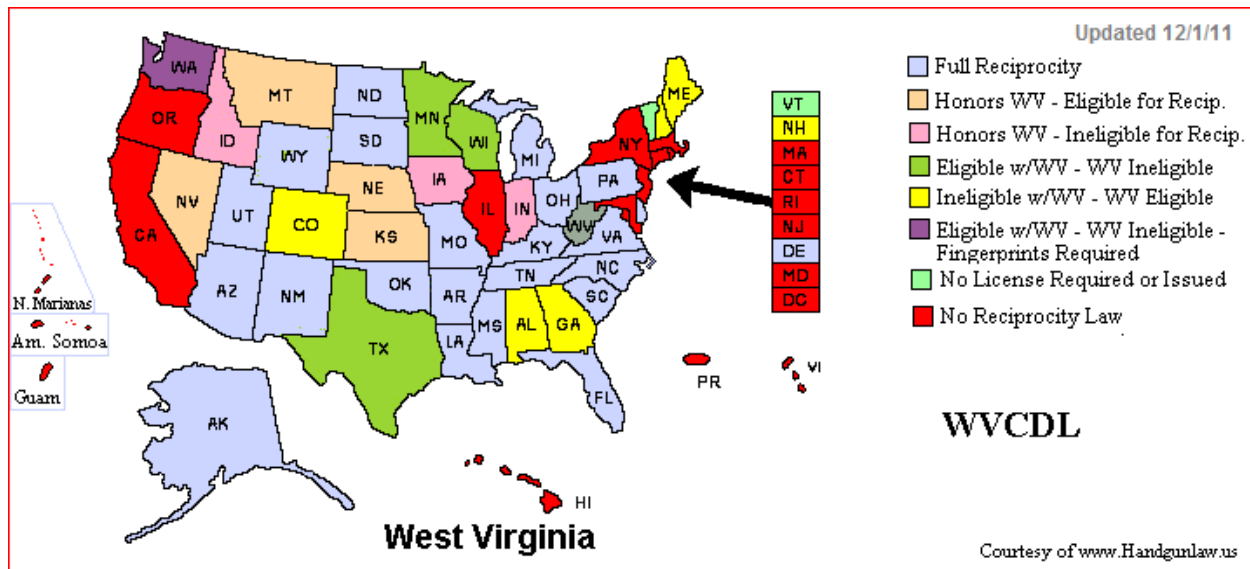 Updated 12/1/11
Full Reciprocity
Honors WV - Eligible for Recip.
Honors WV - Ineligible for Recip.
Eligible w/WV - WV Ineligible
Ineligible w/WV - WV Eligible
Eligible w/WV - WV Ineligible -
Fingerprints Required
No License Required or Issued
No Reciprocity Law
WA
MT
ND
MN
ME
OR
ID
WY
SD
WI
MI
NY
VT
NH
MA
CT
RI
NJ
DE
MD
DC
NV
UT
CO
NE
IA
IL
IN
OH
PA
WV
VA
CA
KS
MO
KY
NC
TN
SC
AZ
NM
OK
AR
MS
AL
GA
TX
LA
FL
N. Marianas
Am. Somoa
Guam
PR
VI
AK
HI
WVCDL
West Virginia
Courtesy of www.Handgunlaw.us